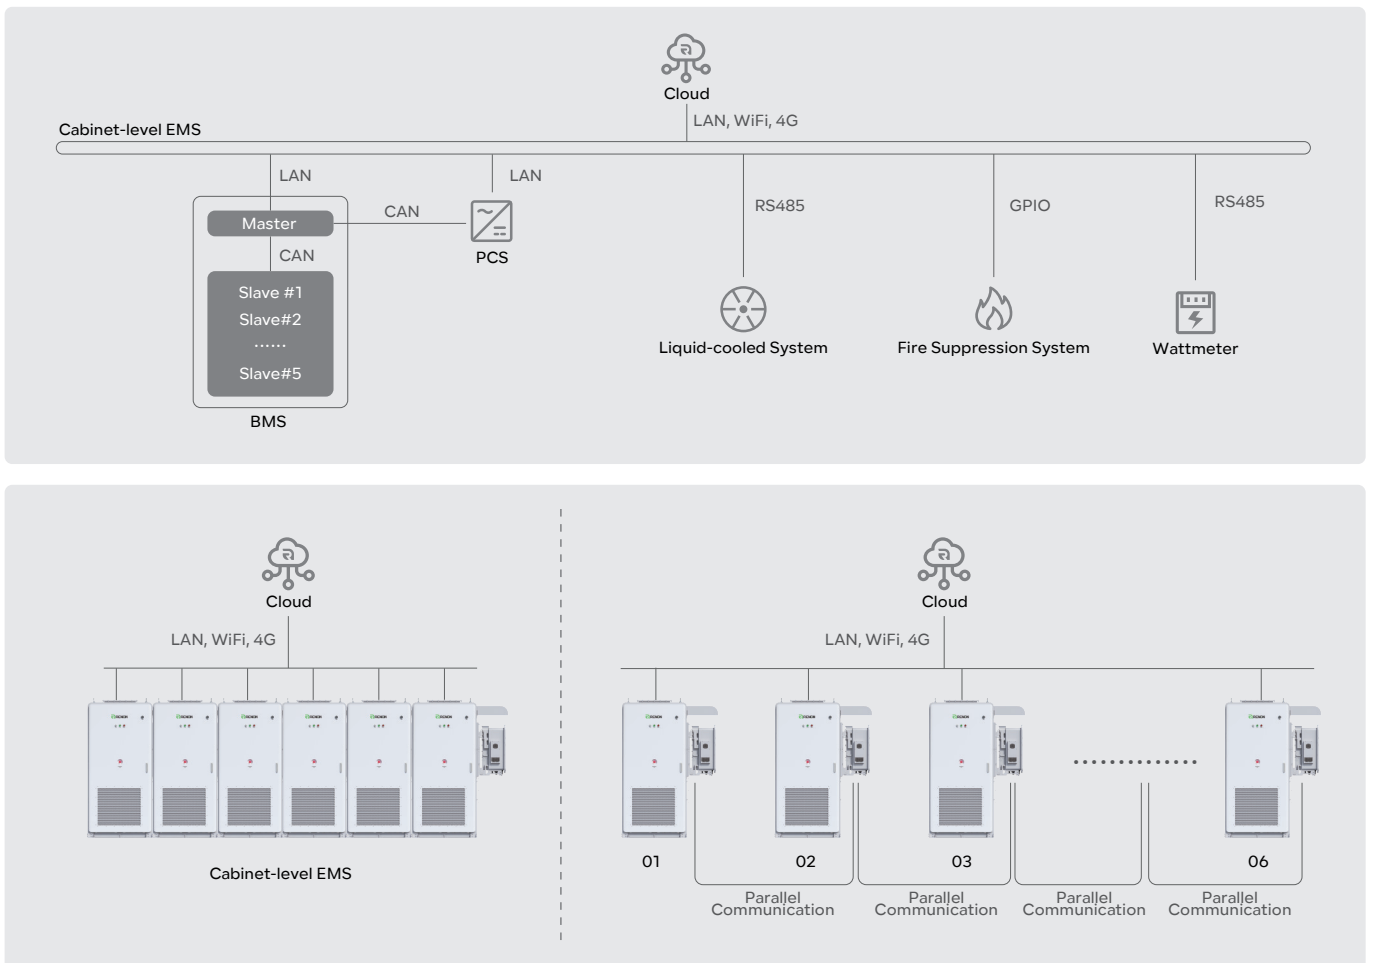 Cloud
LAN, WiFi, 4G
Cabinet-level EMS
LAN
LAN
CAN
Master
CAN
PCS
Slave #1
Slave#2
......
Slave#5
BMS
RS485
GPIO
RS485
Liquid-cooled System
Fire Suppression System
Wattmeter
Cloud
LAN, WiFi, 4G
Cabinet-level EMS
Cloud
LAN, WiFi, 4G
01
02
03
06
Parallel
Communication
Parallel
Communication
Parallel
Communication
Parallel
Communication